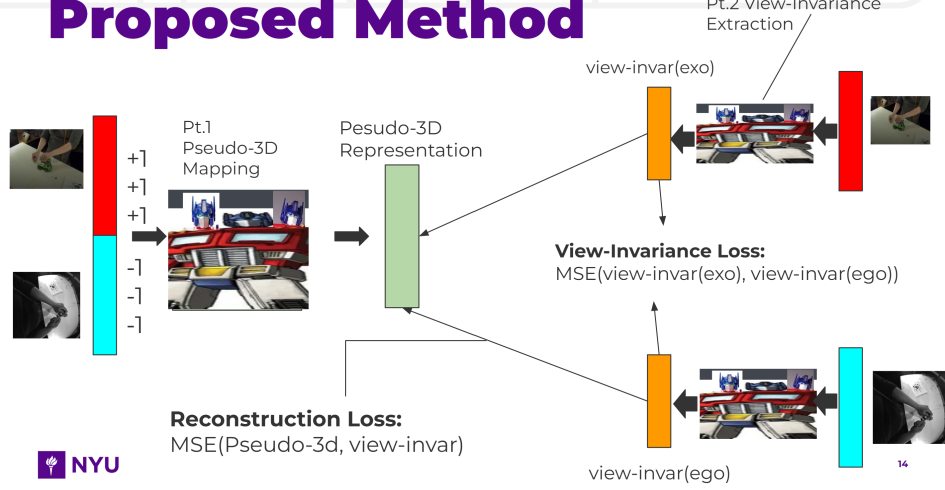 Proposed Method
Pt.2 View-Invariance
Extraction
view-invar(exo)
Pt.1
Pseudo-3D
Mapping
Pesudo-3D
Representation
+1
+1
+1
-1
-1
-1
View-Invariance Loss:
MSE(view-invar(exo), view-invar(ego))
Reconstruction Loss:
MSE(Pseudo-3d, view-invar)
view-invar(ego)
NYU
14